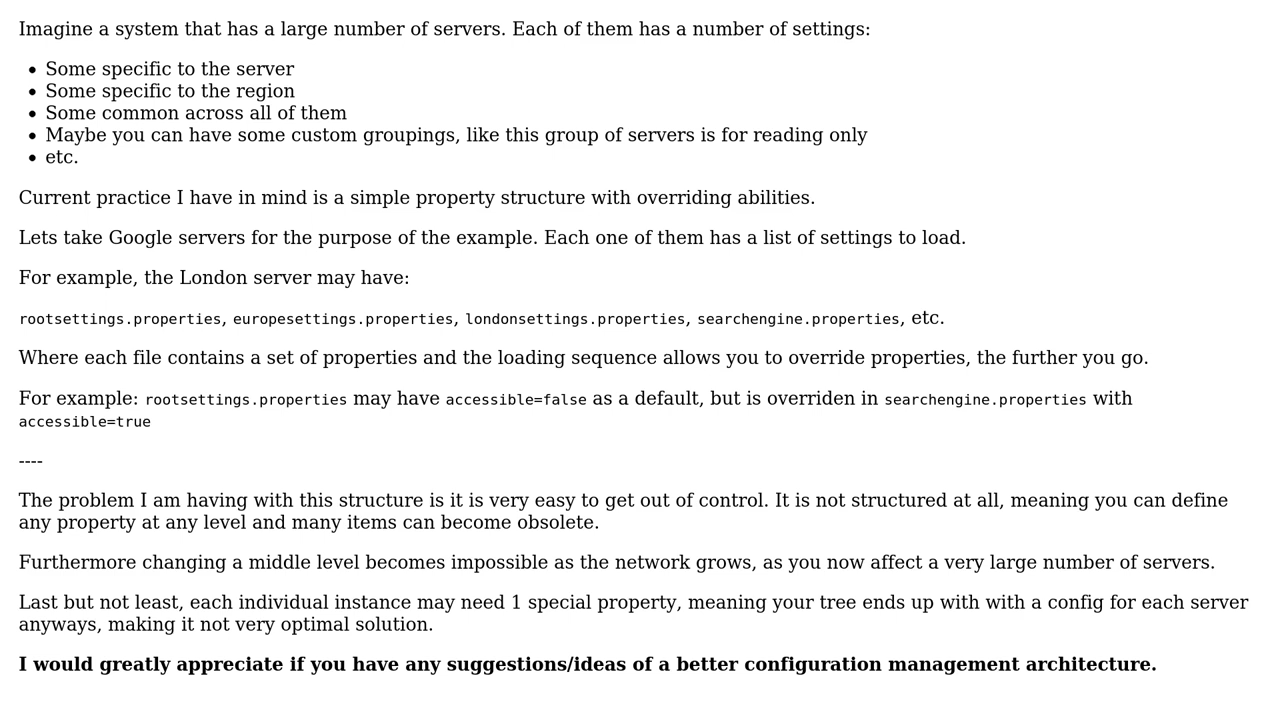 Imagine a system that has a large number of servers. Each of them has a number of settings:
• Some specific to the server
• Some specific to the region
• Some common across all of them
• Maybe you can have some custom groupings, like this group of servers is for reading only
• etc.
Current practice I have in mind is a simple property structure with overriding abilities.
Lets take Google servers for the purpose of the example. Each one of them has a list of settings to load.
For example, the London server may have:
rootsettings.properties, europesettings.properties, londonsettings.properties, searchengine.properties, etc.
Where each file contains a set of properties and the loading sequence allows you to override properties, the further you go.
For example: rootsettings.properties may have accessible=false as a default, but is overriden in searchengine.properties with
accessible=true
----
The problem I am having with this structure is it is very easy to get out of control. It is not structured at all, meaning you can define
any property at any level and many items can become obsolete.
Furthermore changing a middle level becomes impossible as the network grows, as you now affect a very large number of servers.
Last but not least, each individual instance may need 1 special property, meaning your tree ends up with with a config for each server
anyways, making it not very optimal solution.
I would greatly appreciate if you have any suggestions/ideas of a better configuration management architecture.